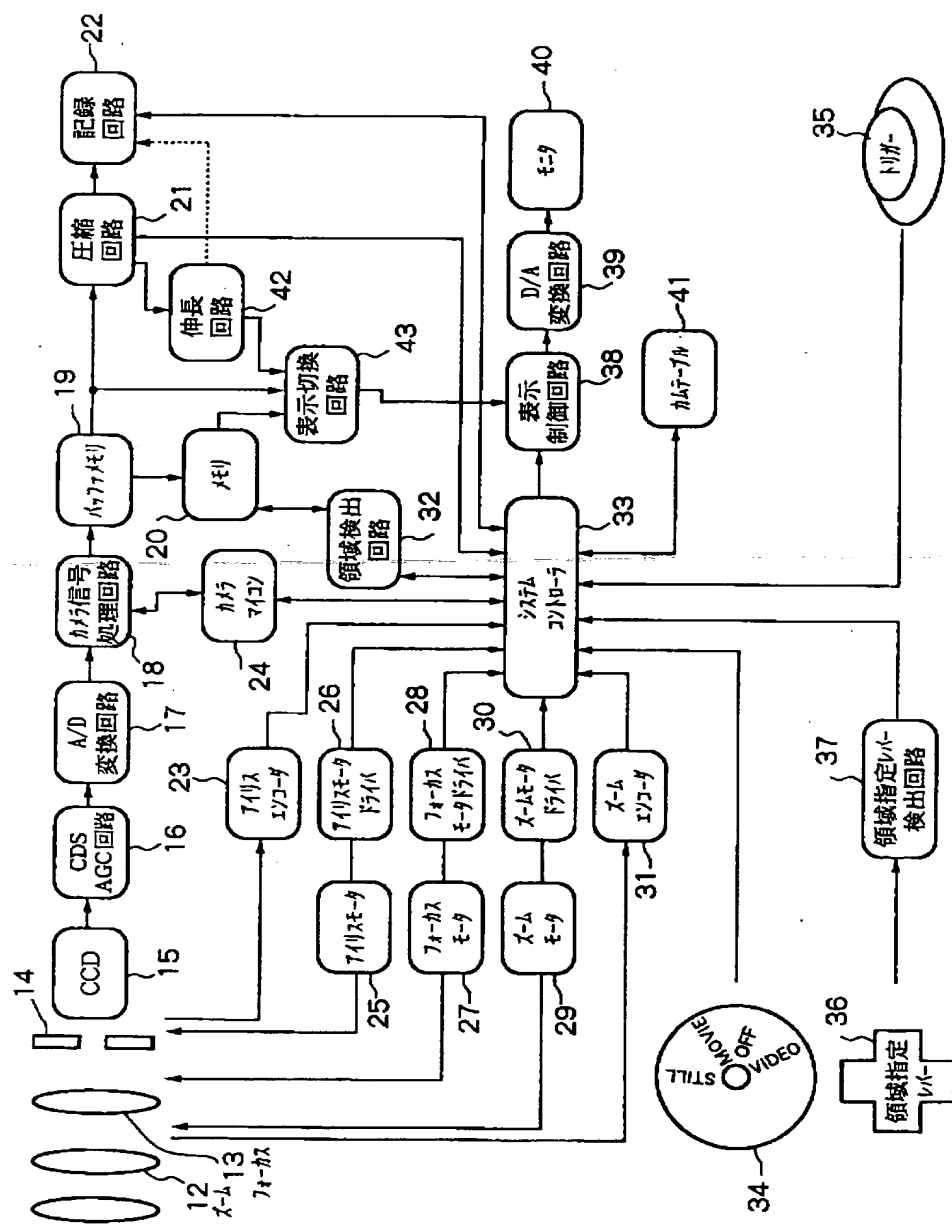 12
ズーム
13
フォーカス
14
CCD
15
CDS
AGC回路
16
A/D
変換回路
17
カメラ信号
処理回路
18
バッファメモリ
19
圧縮
回路
21
記録
回路
22
メモリ
20
伸長
回路
42
表示切換
回路
43
カメラ
マイコン
24
領域検出
回路
32
アイリス
エンコーダ
23
アイリスモータ
25
アイリスモータ
ドライバ
26
フォーカス
モータ
27
フォーカス
モータドライバ
28
ズーム
モータ
29
ズームモータ
ドライバ
30
ズーム
エンコーダ
31
システム
コントローラ
33
表示
制御回路
38
D/A
変換回路
39
モニタ
40
カムテーブル
41
STILL
MOVIE
OFF
VIDEO
34
トリガー
35
領域指定
レバー
36
領域指定レバー
検出回路
37